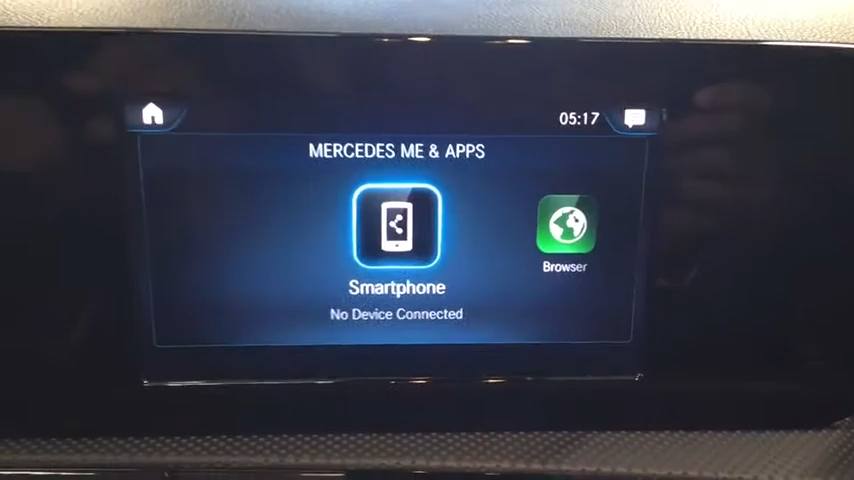 05:17
MERCEDES ME & APPS
Smartphone
Browser
No Device Connected